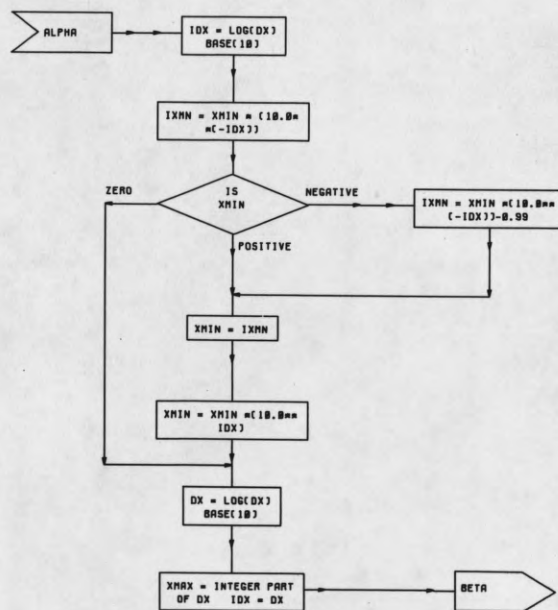 ALPHA
IDX = LOG(DX)
BASE(10)
IXMN = XMIN * (10.0*
*(-IDX))
IS
XMIN
ZERO
NEGATIVE
IXMN = XMIN *(10.0**
(-IDX))-0.99
POSITIVE
XMIN = IXMN
XMIN = XMIN *(10.0**
IDX)
DX = LOG(DX)
BASE(10)
XMAX = INTEGER PART
OF DX IDX = DX
BETA